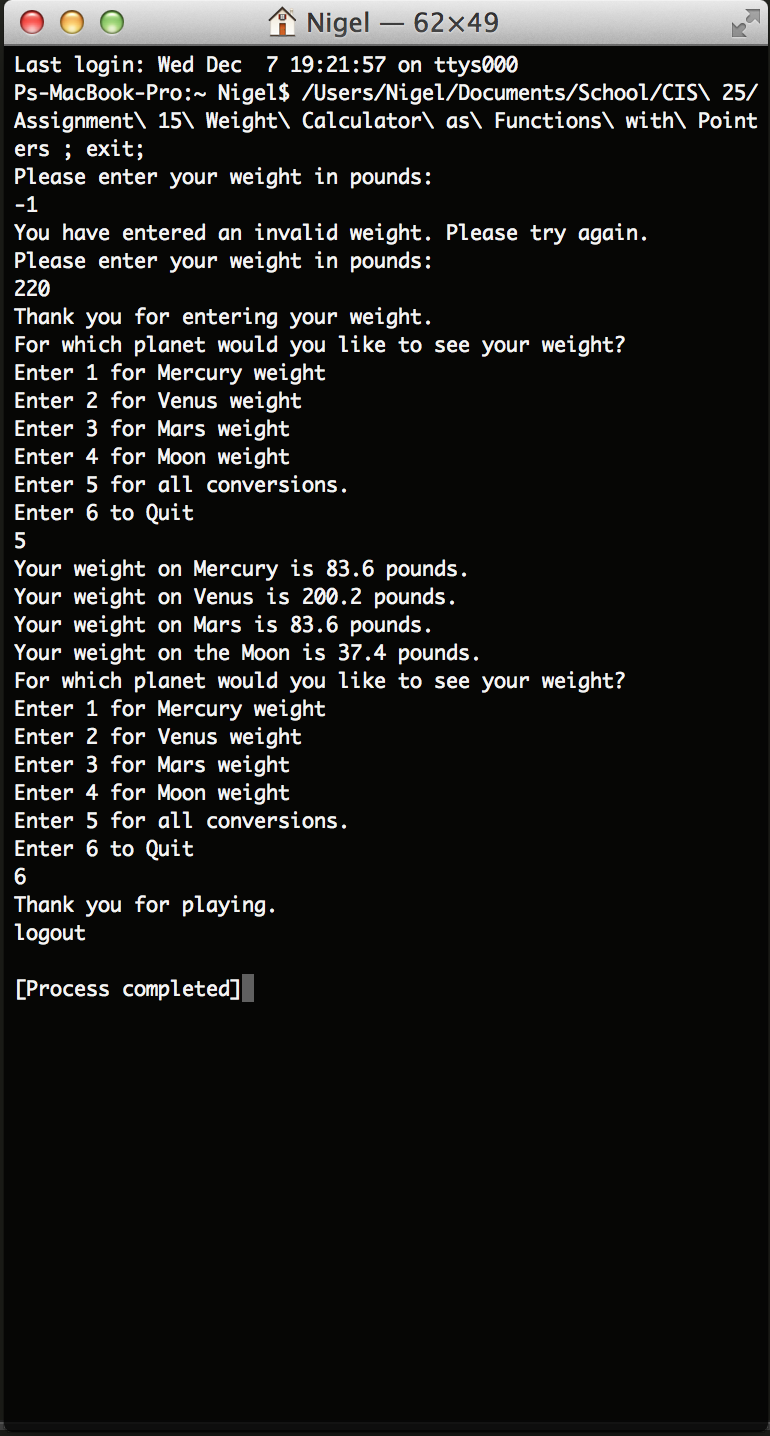 Nigel — 62×49
Last login: Wed Dec  7 19:21:57 on ttys000
Ps-MacBook-Pro:~ Nigel$ /Users/Nigel/Documents/School/CIS\ 25/
Assignment\ 15\ Weight\ Calculator\ as\ Functions\ with\ Point
ers ; exit;
Please enter your weight in pounds:
-1
You have entered an invalid weight. Please try again.
Please enter your weight in pounds:
220
Thank you for entering your weight.
For which planet would you like to see your weight?
Enter 1 for Mercury weight
Enter 2 for Venus weight
Enter 3 for Mars weight
Enter 4 for Moon weight
Enter 5 for all conversions.
Enter 6 to Quit
5
Your weight on Mercury is 83.6 pounds.
Your weight on Venus is 200.2 pounds.
Your weight on Mars is 83.6 pounds.
Your weight on the Moon is 37.4 pounds.
For which planet would you like to see your weight?
Enter 1 for Mercury weight
Enter 2 for Venus weight
Enter 3 for Mars weight
Enter 4 for Moon weight
Enter 5 for all conversions.
Enter 6 to Quit
6
Thank you for playing.
logout
[Process completed]